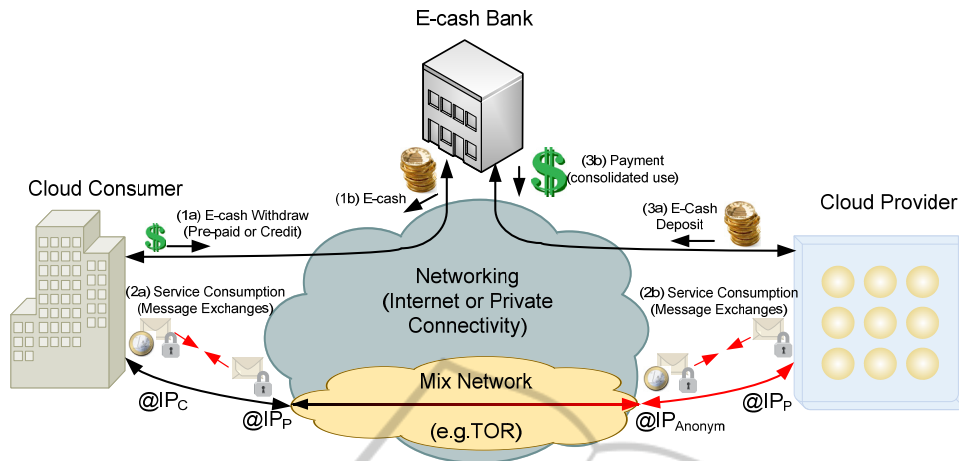 E-cash Bank
(3b) Payment
(consolidated use)
Cloud Consumer
(1b) E-cash
Cloud Provider
(1a) E-cash Withdraw
(Pre-paid or Credit)
(3a) E-Cash
Deposit
Networking
(Internet or Private
Connectivity)
(2a) Service Consumption
(Message Exchanges)
(2b) Service Consumption
(Message Exchanges)
Mix Network
(e.g.TOR)
@IPC
@IPP
@IPAnonym
@IPP